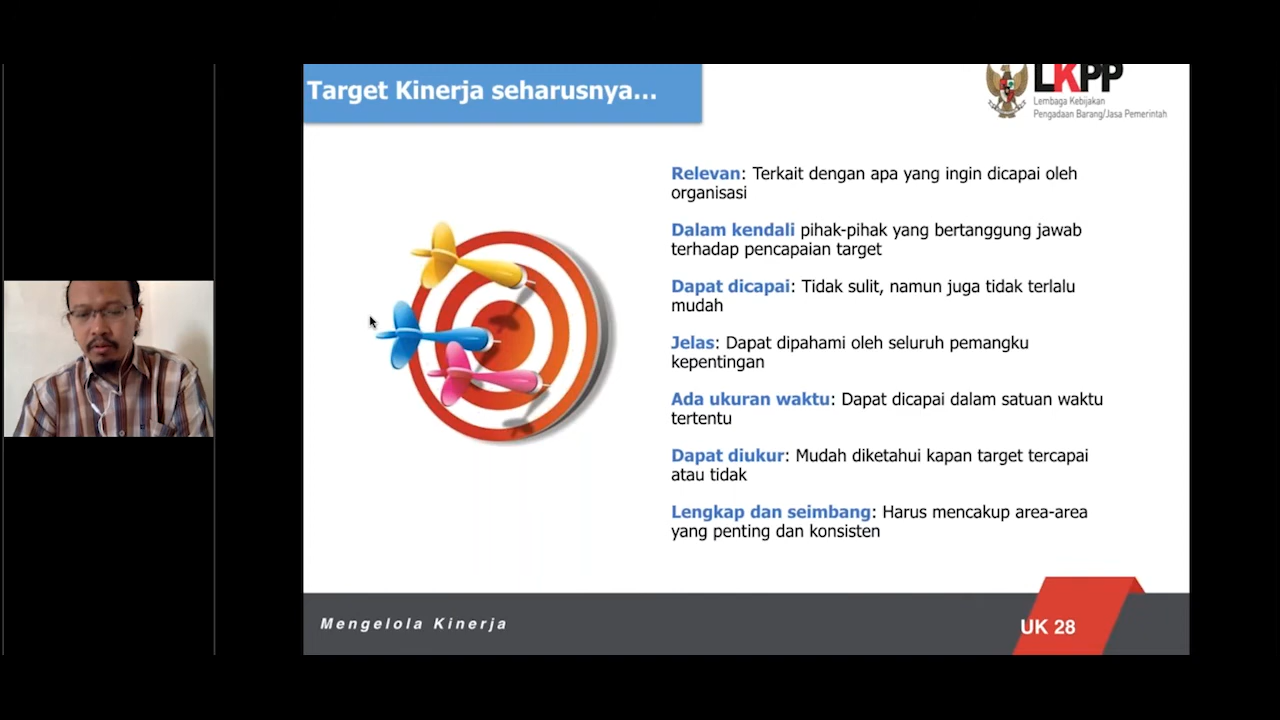 Target Kinerja seharusnya...
LKPP
Lembaga Kebijakan
Pengadaan Barang/Jasa Pemerintah
Relevan: Terkait dengan apa yang ingin dicapai oleh
organisasi
Dalam kendali pihak-pihak yang bertanggung jawab
terhadap pencapaian target
Dapat dicapai: Tidak sulit, namun juga tidak terlalu
mudah
Jelas: Dapat dipahami oleh seluruh pemangku
kepentingan
Ada ukuran waktu: Dapat dicapai dalam satuan waktu
tertentu
Dapat diukur: Mudah diketahui kapan target tercapai
atau tidak
Lengkap dan seimbang: Harus mencakup area-area
yang penting dan konsisten
Mengelola Kinerja
UK 28